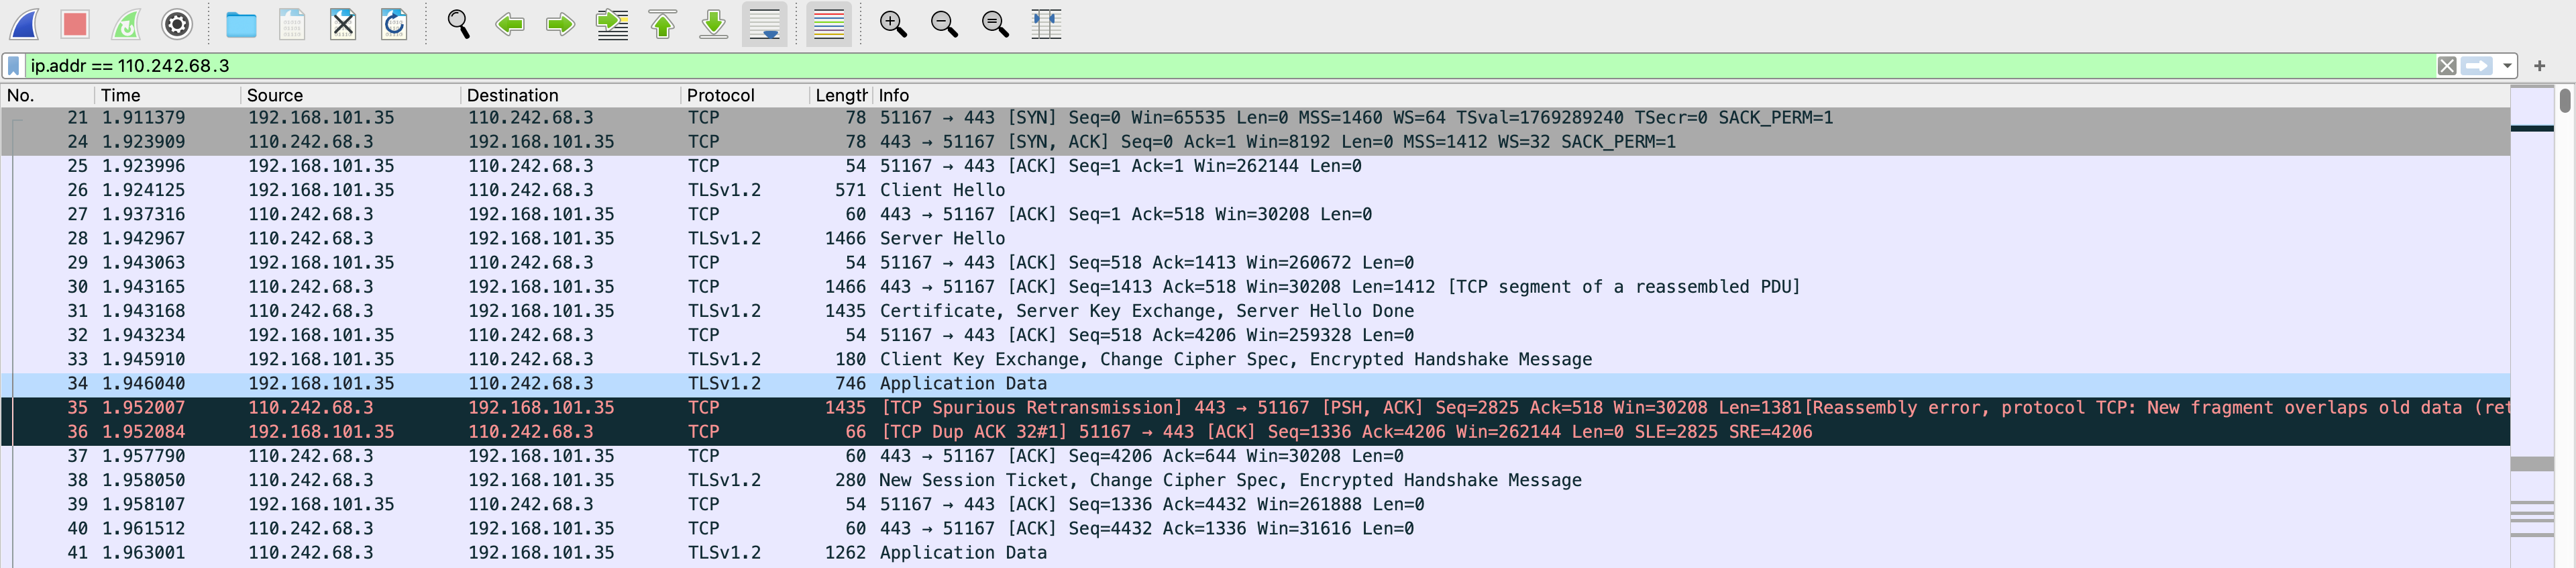 ip.addr == 110.242.68.3
No. Time Source Destination Protocol Length Info
21 1.911379 192.168.101.35 110.242.68.3 TCP 78 51167 → 443 [SYN] Seq=0 Win=65535 Len=0 MSS=1460 WS=64 TSval=1769289240 TSecr=0 SACK_PERM=1
24 1.923909 110.242.68.3 192.168.101.35 TCP 78 443 → 51167 [SYN, ACK] Seq=0 Ack=1 Win=8192 Len=0 MSS=1412 WS=32 SACK_PERM=1
25 1.923996 192.168.101.35 110.242.68.3 TCP 54 51167 → 443 [ACK] Seq=1 Ack=1 Win=262144 Len=0
26 1.924125 192.168.101.35 110.242.68.3 TLSv1.2 571 Client Hello
27 1.937316 110.242.68.3 192.168.101.35 TCP 60 443 → 51167 [ACK] Seq=1 Ack=518 Win=30208 Len=0
28 1.942967 110.242.68.3 192.168.101.35 TLSv1.2 1466 Server Hello
29 1.943063 192.168.101.35 110.242.68.3 TCP 54 51167 → 443 [ACK] Seq=518 Ack=1413 Win=260672 Len=0
30 1.943165 110.242.68.3 192.168.101.35 TCP 1466 443 → 51167 [ACK] Seq=1413 Ack=518 Win=30208 Len=1412 [TCP segment of a reassembled PDU]
31 1.943168 110.242.68.3 192.168.101.35 TLSv1.2 1435 Certificate, Server Key Exchange, Server Hello Done
32 1.943234 192.168.101.35 110.242.68.3 TCP 54 51167 → 443 [ACK] Seq=518 Ack=4206 Win=259328 Len=0
33 1.945910 192.168.101.35 110.242.68.3 TLSv1.2 180 Client Key Exchange, Change Cipher Spec, Encrypted Handshake Message
34 1.946040 192.168.101.35 110.242.68.3 TLSv1.2 746 Application Data
35 1.952007 110.242.68.3 192.168.101.35 TCP 1435 [TCP Spurious Retransmission] 443 → 51167 [PSH, ACK] Seq=2825 Ack=518 Win=30208 Len=1381[Reassembly error, protocol TCP: New fragment overlaps old data (ret
36 1.952084 192.168.101.35 110.242.68.3 TCP 66 [TCP Dup ACK 32#1] 51167 → 443 [ACK] Seq=1336 Ack=4206 Win=262144 Len=0 SLE=2825 SRE=4206
37 1.957790 110.242.68.3 192.168.101.35 TCP 60 443 → 51167 [ACK] Seq=4206 Ack=644 Win=30208 Len=0
38 1.958050 110.242.68.3 192.168.101.35 TLSv1.2 280 New Session Ticket, Change Cipher Spec, Encrypted Handshake Message
39 1.958107 192.168.101.35 110.242.68.3 TCP 54 51167 → 443 [ACK] Seq=1336 Ack=4432 Win=261888 Len=0
40 1.961512 110.242.68.3 192.168.101.35 TCP 60 443 → 51167 [ACK] Seq=4432 Ack=1336 Win=31616 Len=0
41 1.963001 110.242.68.3 192.168.101.35 TLSv1.2 1262 Application Data